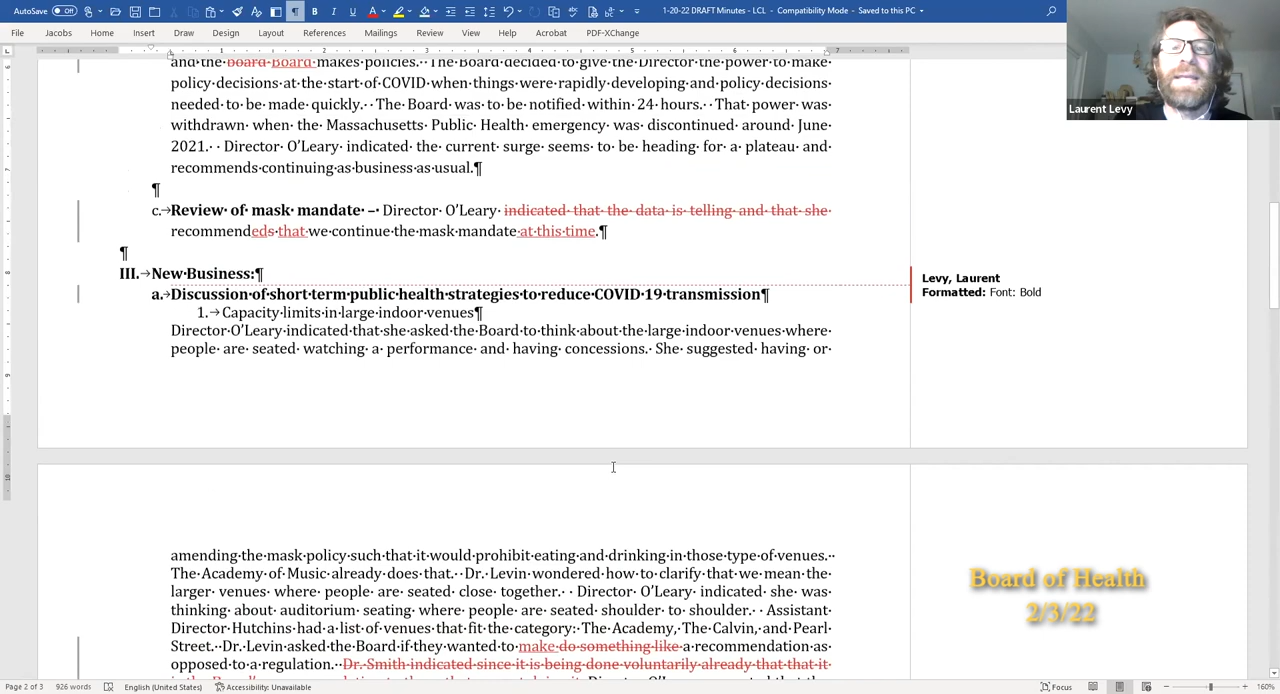 AutoSave Off
1-20-22 DRAFT Minutes - LCL - Compatibility Mode - Saved to this PC
File Jacobs Home Insert Draw Design Layout References Mailings Review View Help Acrobat PDF-XChange
Laurent Levy
and the board Board makes policies. The Board decided to give the Director the power to make
policy decisions at the start of COVID when things were rapidly developing and policy decisions
needed to be made quickly. The Board was to be notified within 24 hours. That power was
withdrawn when the Massachusetts Public Health emergency was discontinued around June
2021. Director O'Leary indicated the current surge seems to be heading for a plateau and
recommends continuing as business as usual.¶
¶
c. Review of mask mandate – Director O'Leary indicated that the data is telling and that she
recommendeds that we continue the mask mandate at this time.¶
¶
III. New Business:¶
a. Discussion of short term public health strategies to reduce COVID 19 transmission¶
1. Capacity limits in large indoor venues¶
Director O'Leary indicated that she asked the Board to think about the large indoor venues where
people are seated watching a performance and having concessions. She suggested having or
Levy, Laurent
Formatted: Font: Bold
amending the mask policy such that it would prohibit eating and drinking in those type of venues.
The Academy of Music already does that. Dr. Levin wondered how to clarify that we mean the
larger venues where people are seated close together. Director O'Leary indicated she was
thinking about auditorium seating where people are seated shoulder to shoulder. Assistant
Director Hutchins had a list of venues that fit the category: The Academy, The Calvin, and Pearl
Street. Dr. Levin asked the Board if they wanted to make do something like a recommendation as
opposed to a regulation. Dr. Smith indicated since it is being done voluntarily already that that it
Board of Health
2/3/22
Page 2 of 3 926 words English (United States) Accessibility: Unavailable Focus 160%